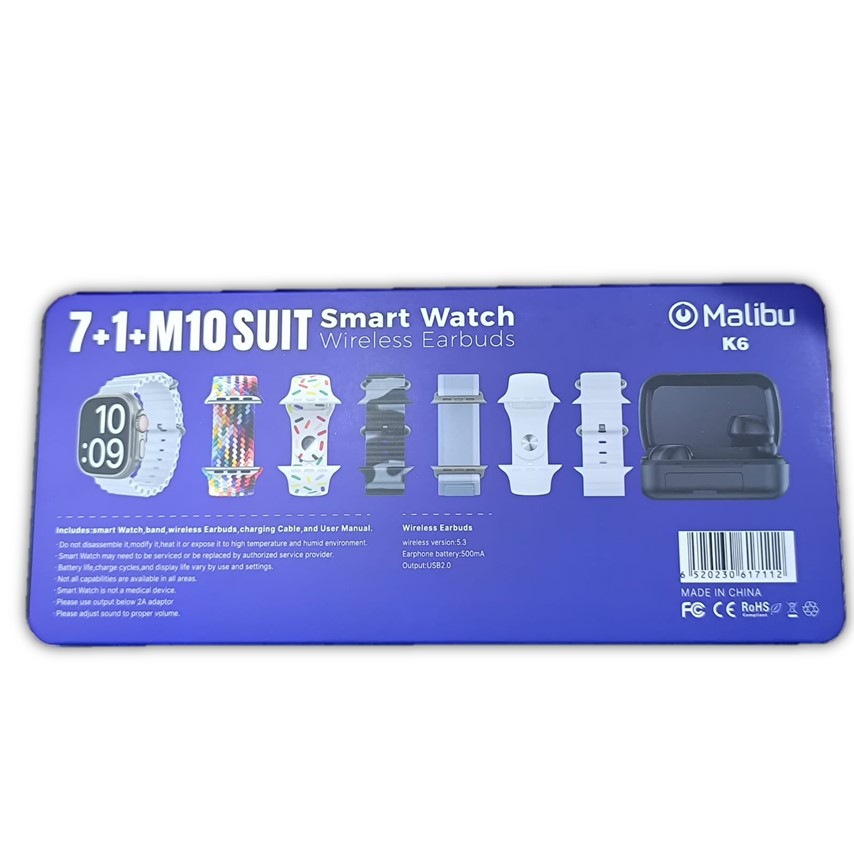 7+1+M10 SUIT Smart Watch
Wireless Earbuds
Malibu
K6
10
:09
Includes:smart Watch,band,wireless Earbuds,charging Cable,and User Manual.
·Do not disassemble it,modify it,heat it or expose it to high temperature and humid environment.
·Smart Watch may need to be serviced or be replaced by authorized service provider.
·Battery life,charge cycles,and display life vary by use and settings.
·Not all capabilities are available in all areas.
·Smart Watch is not a medical device.
·Please use output below 2A adaptor
·Please adjust sound to proper volume.
Wireless Earbuds
wireless version:5.3
Earphone battery:500mA
Output:USB2.0
6 520230 617112
MADE IN CHINA
FC CE RoHS
Compliant